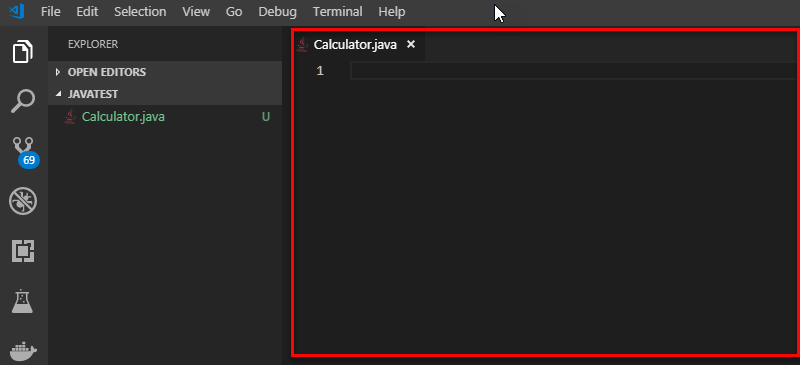 File Edit Selection View Go Debug Terminal Help
EXPLORER
OPEN EDITORS
JAVATEST
Calculator.java U
69
Calculator.java ×
1